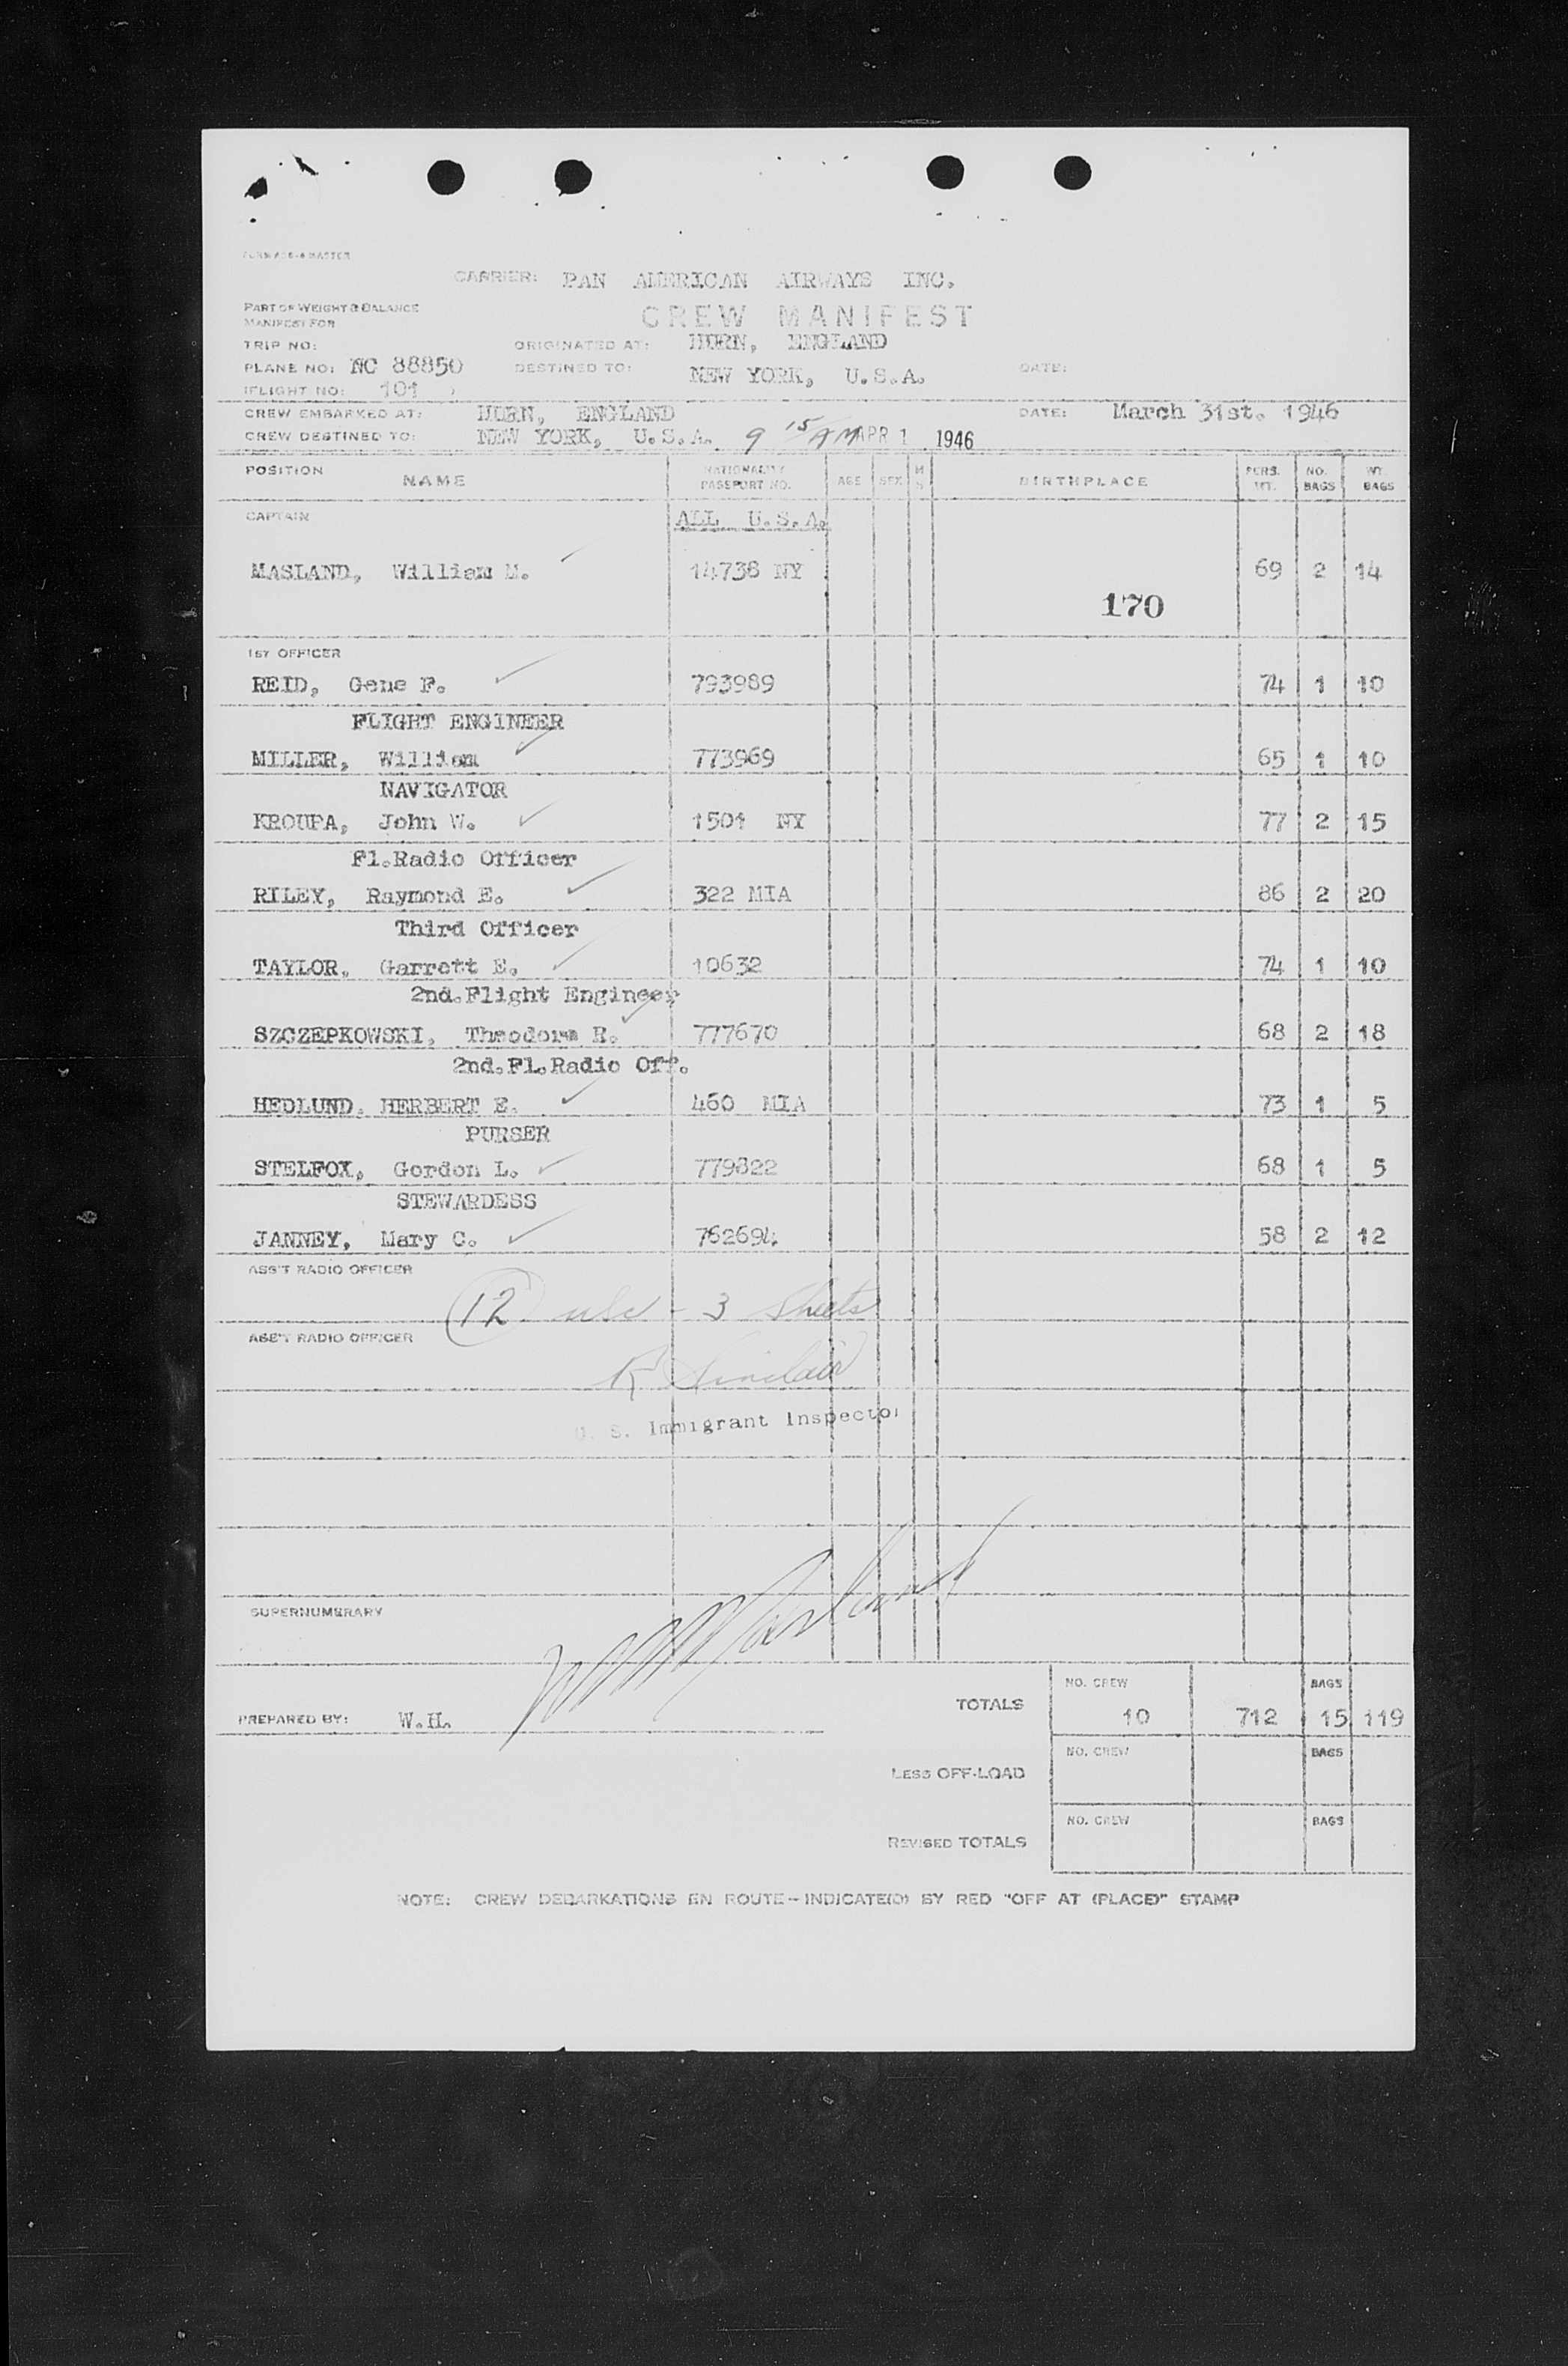 CARRIER: PAN AMERICAN AIRWAYS INC.
PART OF WEIGHT & BALANCE
MANIFEST FOR
CREW MANIFEST
TRIP NO: ORIGINATED AT: HURN, ENGLAND
PLANE NO: NC 88850 DESTINED TO: NEW YORK, U.S.A. DATE:
(FLIGHT NO: 101 )
CREW EMBARKED AT: HURN, ENGLAND DATE: March 31st. 1946
CREW DESTINED TO: NEW YORK, U.S.A. 9 15 AM APR 1 1946
POSITION NAME NATIONALITY PASSPORT NO. AGE SEX M S BIRTHPLACE PERS. WT. NO. BAGS WT. BAGS
CAPTAIN ALL U.S.A.
MASLAND, William M. 14738 NY 69 2 14
170
1ST OFFICER
REID, Gene F. 793989 74 1 10
FLIGHT ENGINEER
MILLER, William 773969 65 1 10
NAVIGATOR
KROUPA, John W. 1501 NY 77 2 15
Fl.Radio Officer
RILEY, Raymond E. 322 MIA 86 2 20
Third Officer
TAYLOR, Garrett E. 10632 74 1 10
2nd.Flight Engineer
SZCZEPKOWSKI, Theodore R. 777670 68 2 18
2nd.Fl.Radio Off.
HEDLUND, HERBERT E. 460 MIA 73 1 5
PURSER
STELFOX, Gordon L. 779822 68 1 5
STEWARDESS
JANNEY, Mary C. 762694 58 2 12
ASS'T RADIO OFFICER
12 usc - 3 sheets
ASS'T RADIO OFFICER
R Sinclair
U. S. Immigrant Inspector
SUPERNUMERARY
WM Masland
NO. CREW BAGS
PREPARED BY: W.H. TOTALS 10 712 15 119
NO. CREW BAGS
LESS OFF-LOAD
NO. CREW BAGS
REVISED TOTALS
NOTE: CREW DEBARKATIONS EN ROUTE - INDICATE(D) BY RED "OFF AT (PLACE)" STAMP